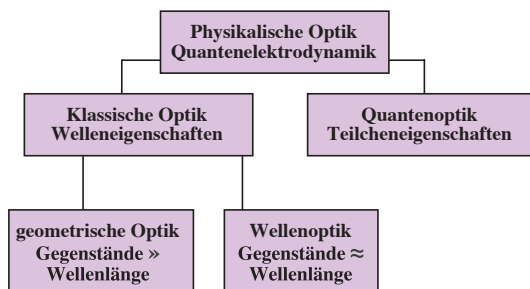 Physikalische Optik
Quantenelektrodynamik
Klassische Optik
Welleneigenschaften
Quantenoptik
Teilcheneigenschaften
geometrische Optik
Gegenstände »
Wellenlänge
Wellenoptik
Gegenstände ≈
Wellenlänge